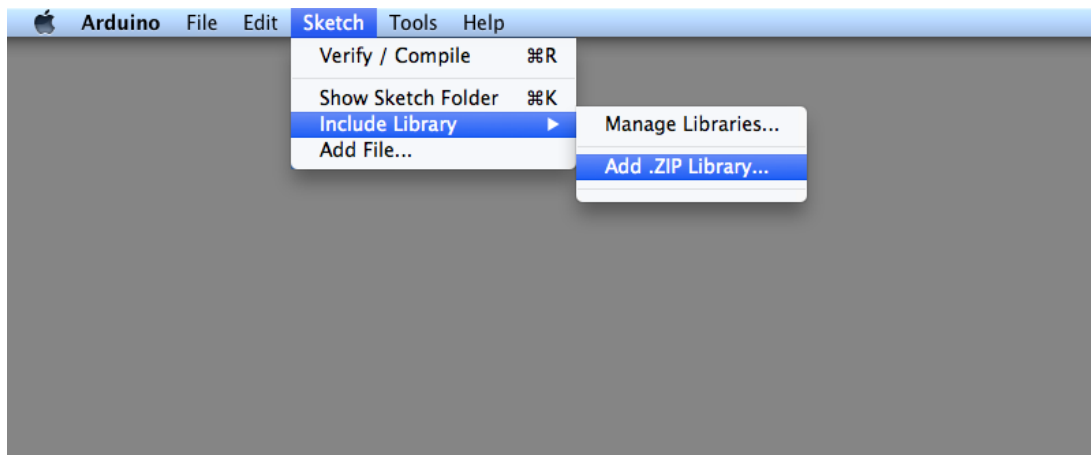 Arduino File Edit Sketch Tools Help
Verify / Compile ⌘R
Show Sketch Folder ⌘K
Include Library ▶
Add File...
Manage Libraries...
Add .ZIP Library...